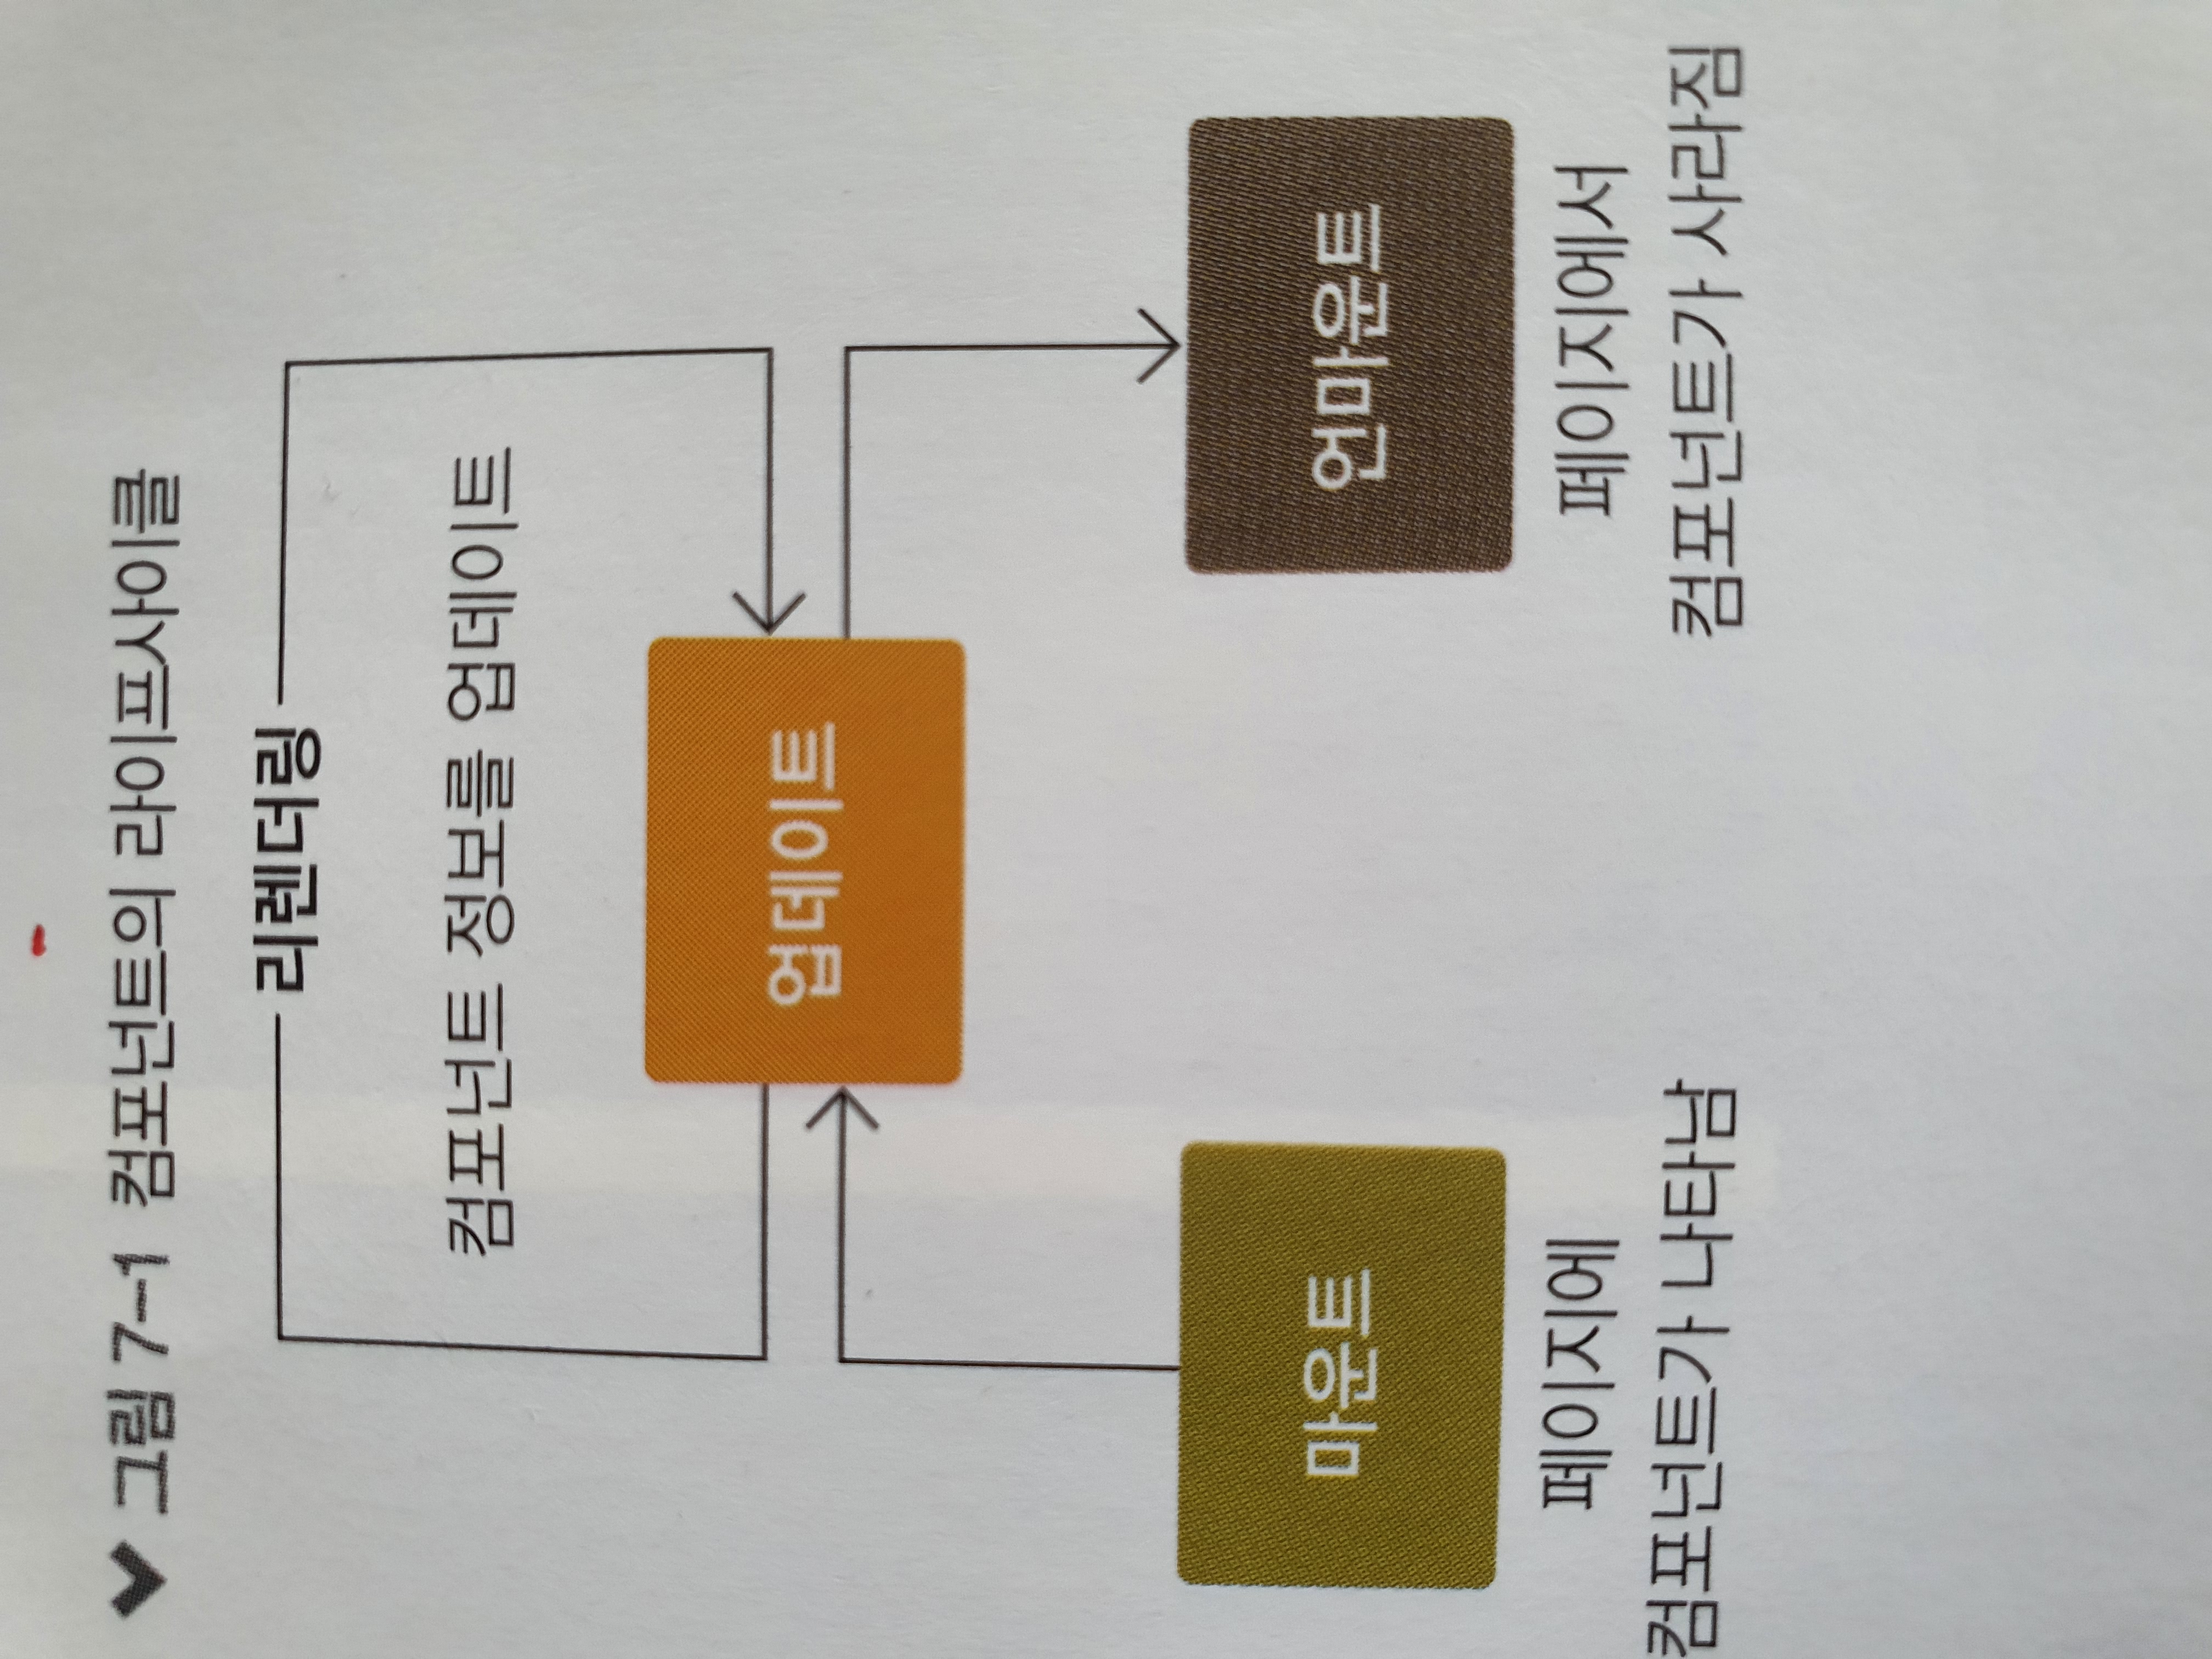 그림 7-1 컴포넌트의 라이프사이클
리렌더링
컴포넌트 정보를 업데이트
업데이트
마운트
언마운트
페이지에
컴포넌트가 나타남
페이지에서
컴포넌트가 사라짐